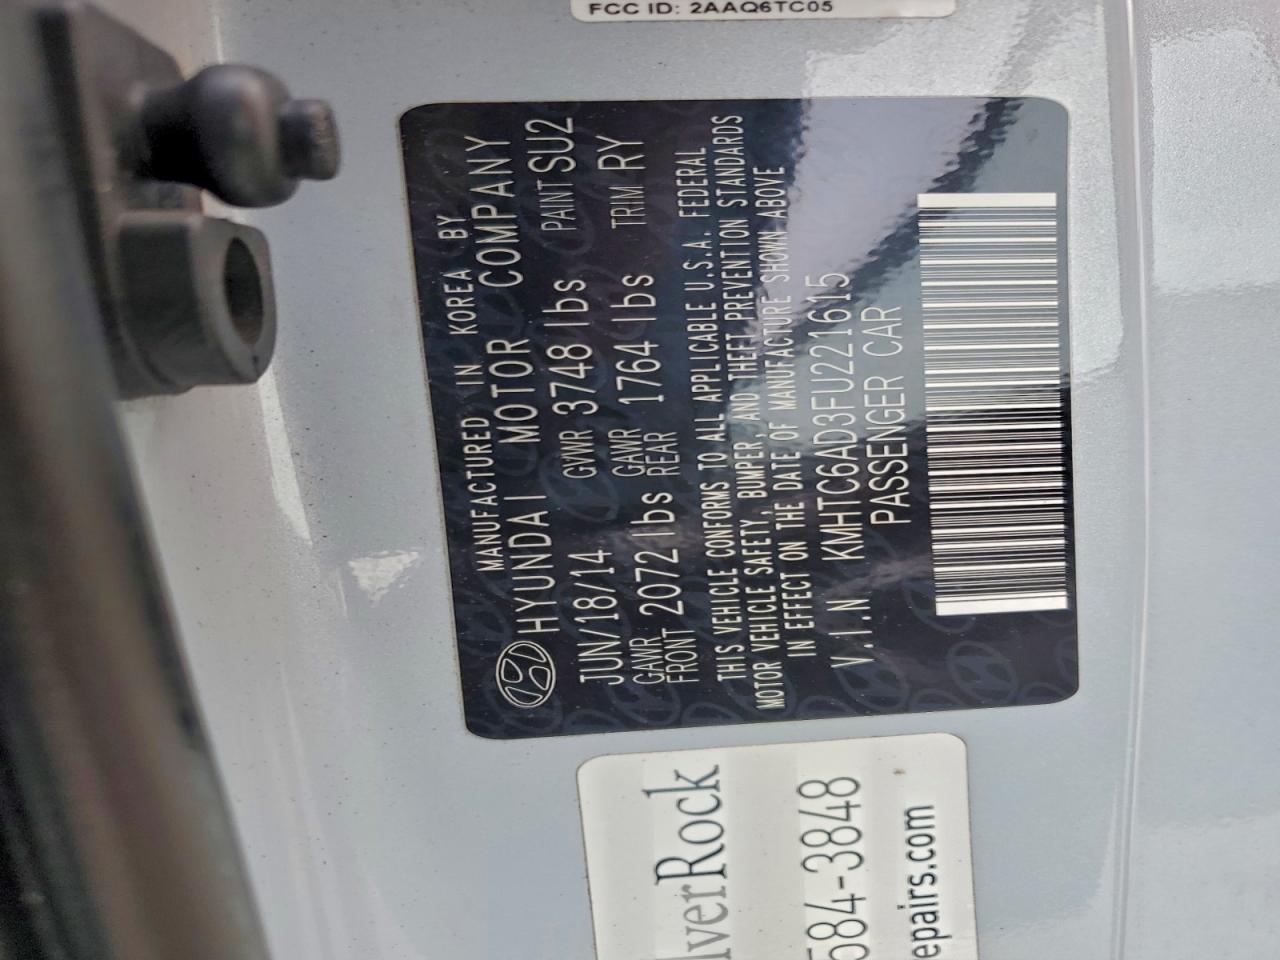 FCC ID: 2AAQ6TC05
MANUFACTURED IN KOREA BY
HYUNDAI MOTOR COMPANY
JUN/18/14 GVWR 3748 lbs PAINT SU2
GAWR FRONT 2072 lbs GAWR REAR 1764 lbs TRIM RY
THIS VEHICLE CONFORMS TO ALL APPLICABLE U.S.A. FEDERAL
MOTOR VEHICLE SAFETY, BUMPER, AND THEFT PREVENTION STANDARDS
IN EFFECT ON THE DATE OF MANUFACTURE SHOWN ABOVE
V.I.N KMHTC6AD3FU221615
PASSENGER CAR
lverRock
584-3848
epairs.com